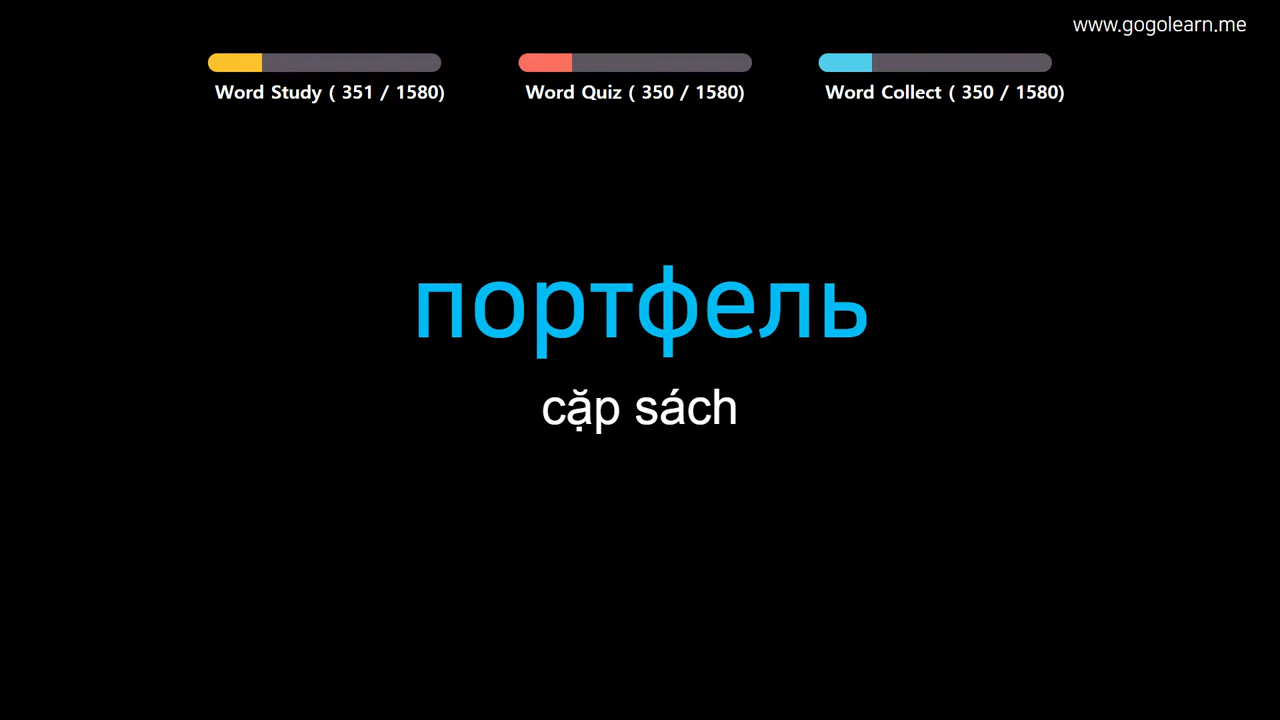 www.gogolearn.me
Word Study ( 351 / 1580)
Word Quiz ( 350 / 1580)
Word Collect ( 350 / 1580)
портфель
cặp sách